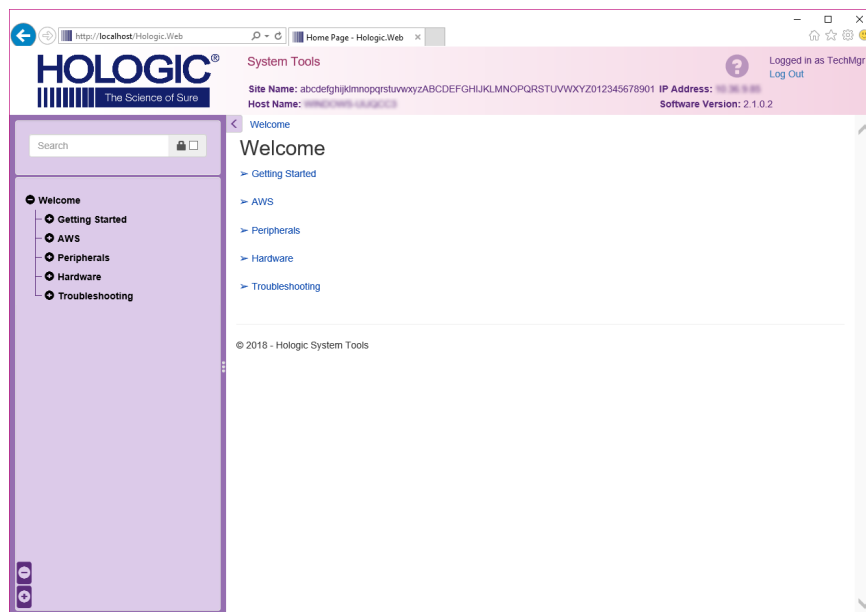 http://localhost/Hologic.Web
Home Page - Hologic.Web
HOLOGIC®
The Science of Sure
System Tools
Logged in as TechMgr
Log Out
Site Name: abcdefghijklmnopqrstuvwxyzABCDEFGHIJKLMNOPQRSTUVWXYZ012345678901 IP Address:
Host Name: Software Version: 2.1.0.2
Search
Welcome
Getting Started
AWS
Peripherals
Hardware
Troubleshooting
Welcome
Welcome
➢ Getting Started
➢ AWS
➢ Peripherals
➢ Hardware
➢ Troubleshooting
© 2018 - Hologic System Tools